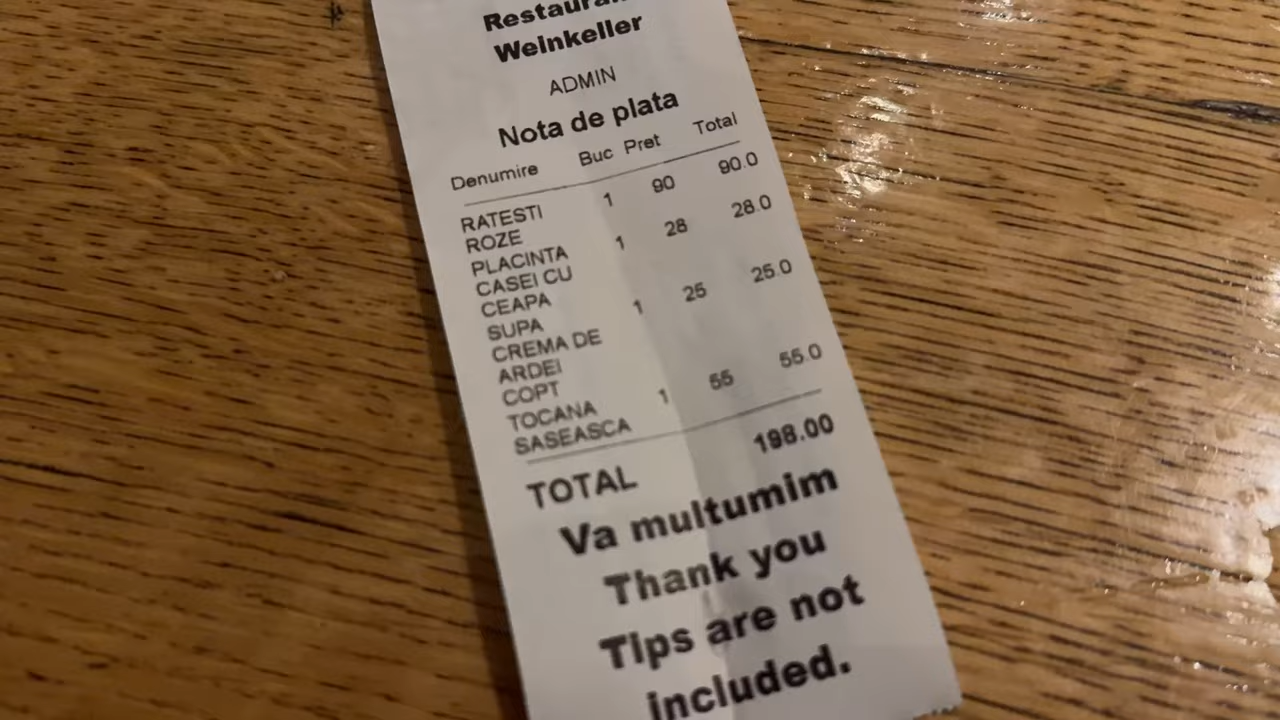 Restaurant
Weinkeller
ADMIN
Nota de plata
Denumire Buc Pret Total
RATESTI 1 90 90.0
ROZE
PLACINTA 1 28 28.0
CASEI CU
CEAPA
SUPA 1 25 25.0
CREMA DE
ARDEI
COPT
TOCANA 1 55 55.0
SASEASCA
TOTAL 198.00
Va multumim
Thank you
Tips are not
included.